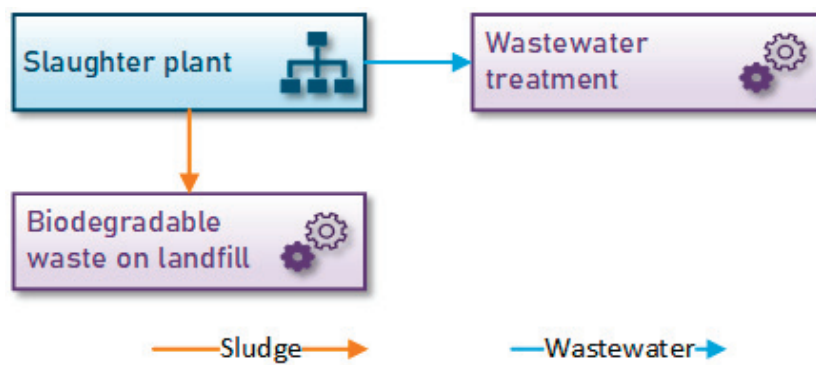 Slaughter plant
Wastewater
treatment
Biodegradable
waste on landfill
Sludge
Wastewater